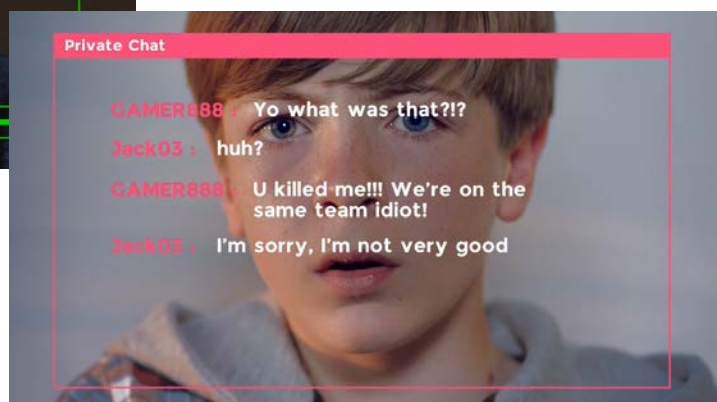 Private Chat
GAMER888 : Yo what was that?!?
Jack03 : huh?
GAMER888 : U killed me!!! We're on the
same team idiot!
Jack03 : I'm sorry, I'm not very good